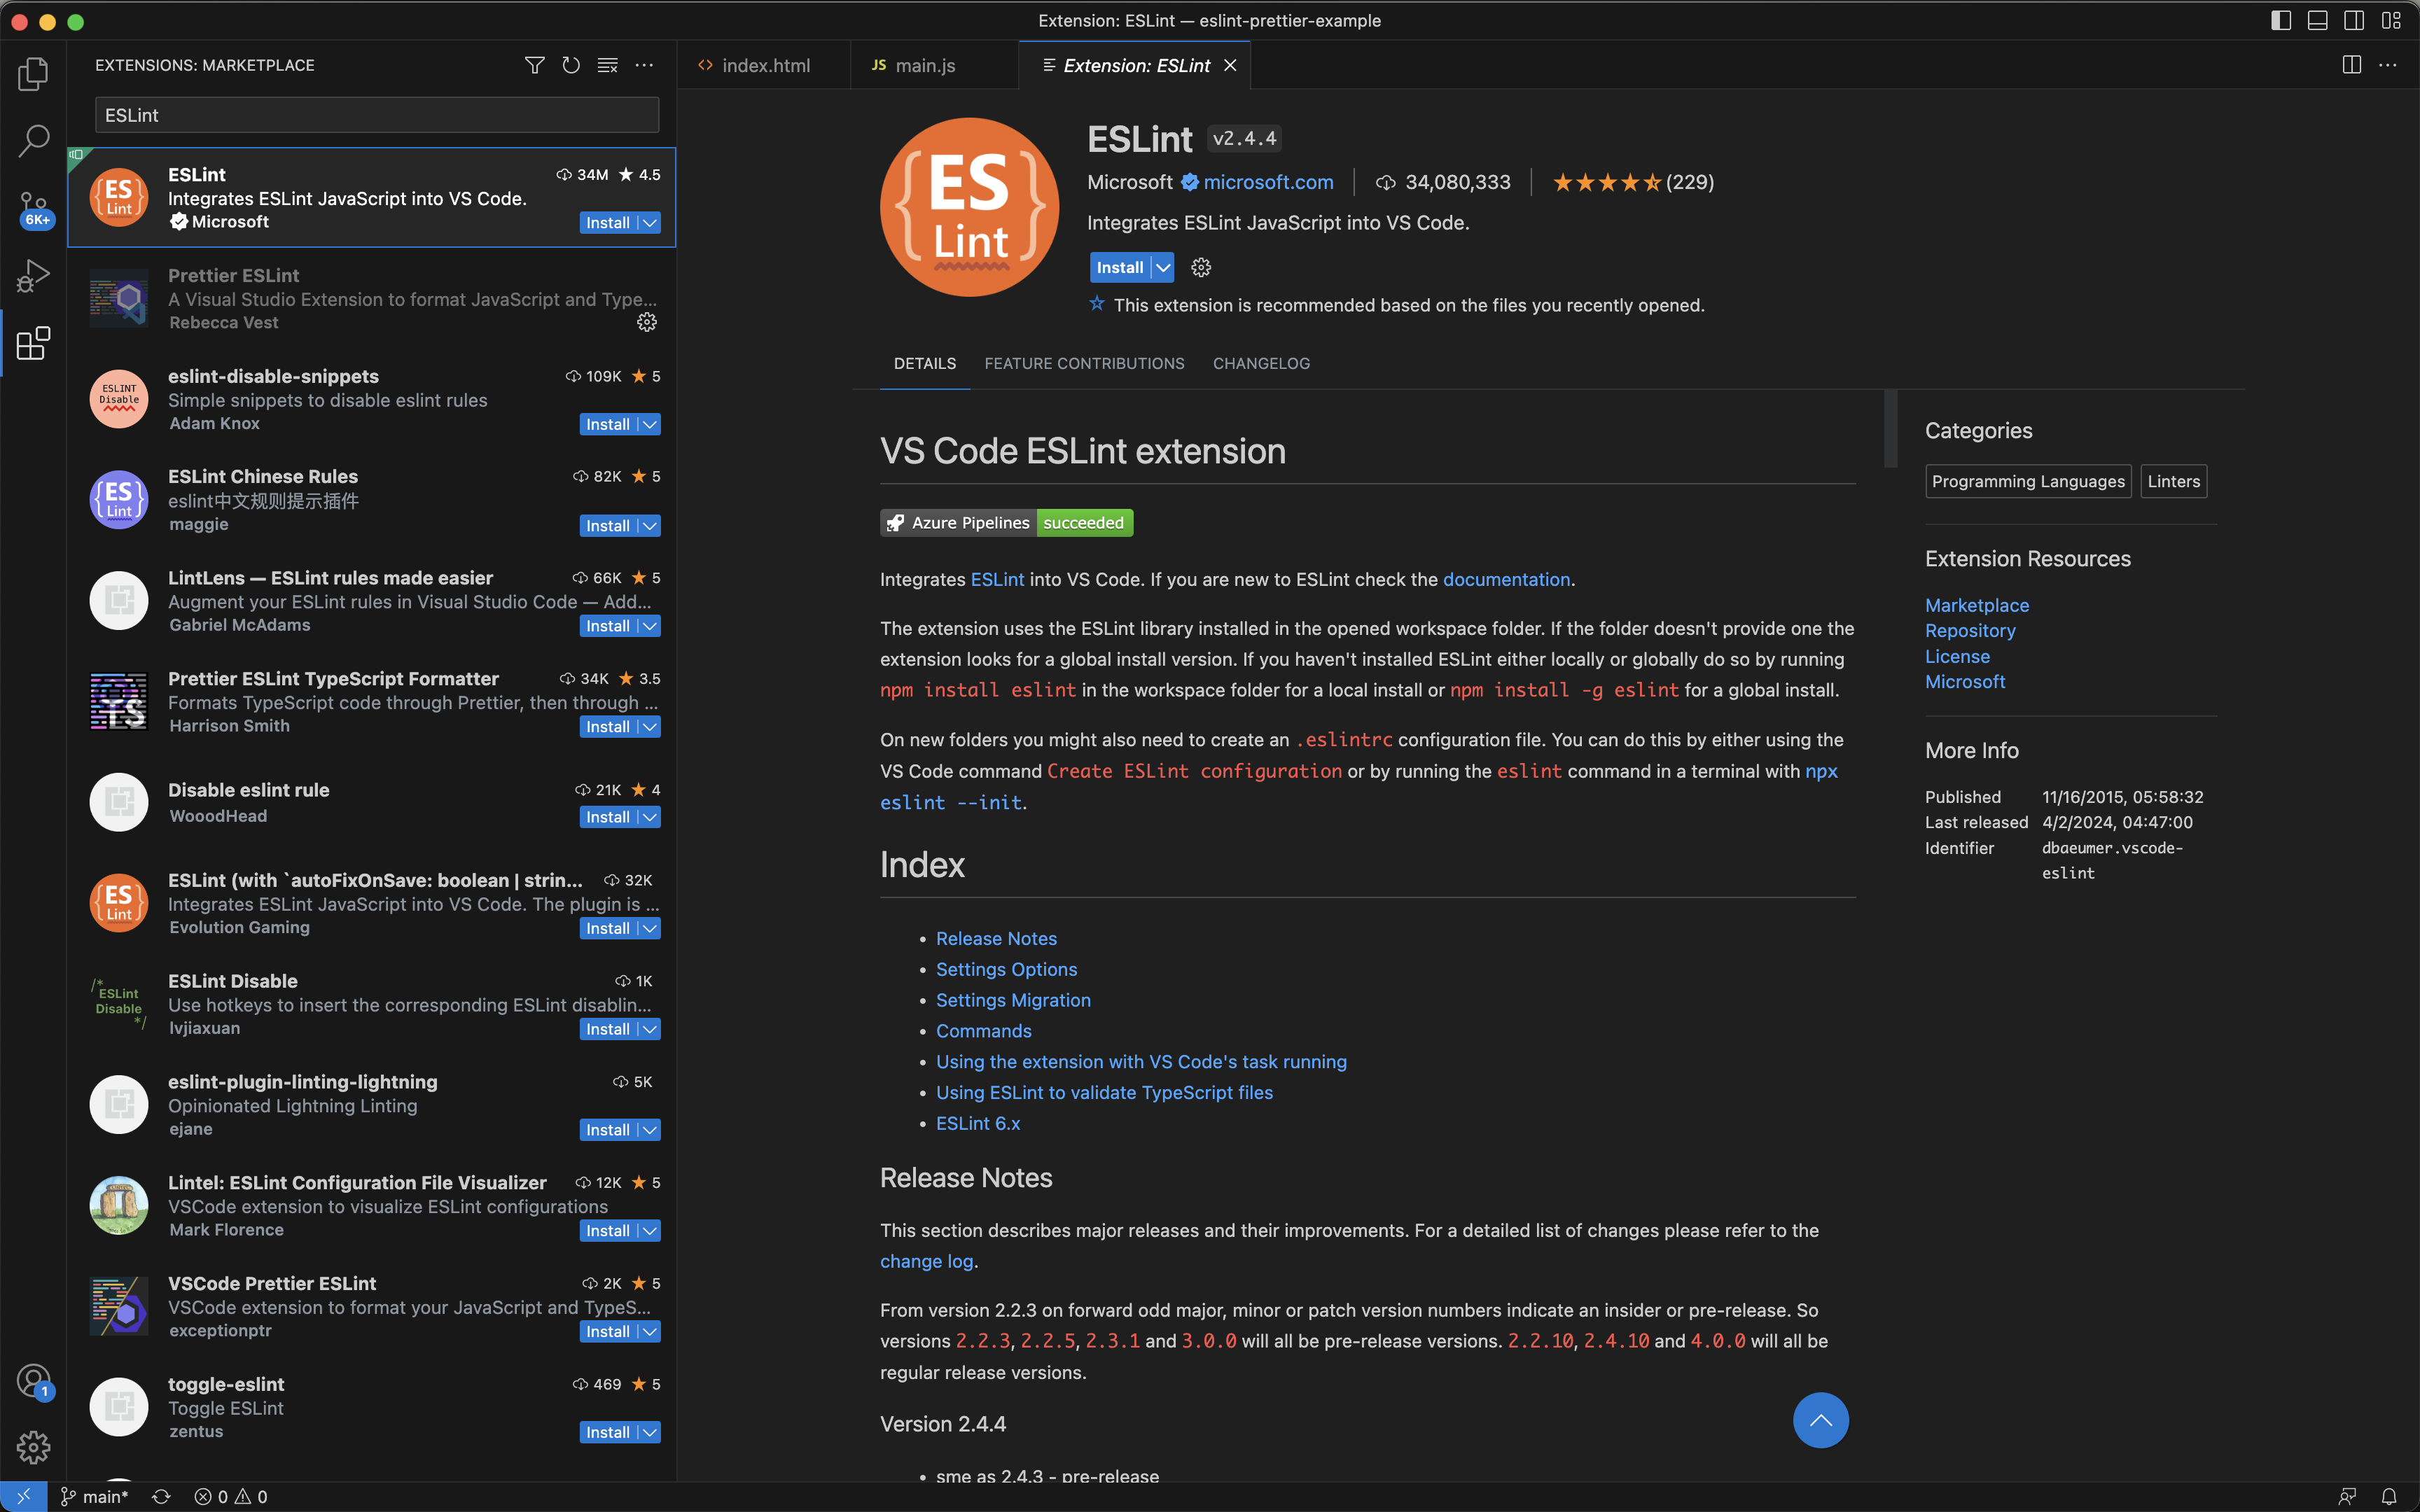 Extension: ESLint — eslint-prettier-example
EXTENSIONS: MARKETPLACE
ESLint
6K+
ES
Lint
ESLint
34M ★ 4.5
Integrates ESLint JavaScript into VS Code.
Microsoft
Install
Prettier ESLint
A Visual Studio Extension to format JavaScript and Type...
Rebecca Vest
ESLINT
Disable
eslint-disable-snippets
109K ★ 5
Simple snippets to disable eslint rules
Adam Knox
Install
ES
Lint
ESLint Chinese Rules
82K ★ 5
eslint中文规则提示插件
maggie
Install
LintLens — ESLint rules made easier
66K ★ 5
Augment your ESLint rules in Visual Studio Code — Add...
Gabriel McAdams
Install
TS
Prettier ESLint TypeScript Formatter
34K ★ 3.5
Formats TypeScript code through Prettier, then through ...
Harrison Smith
Install
Disable eslint rule
21K ★ 4
WooodHead
Install
ES
Lint
ESLint (with `autoFixOnSave: boolean | strin...
32K
Integrates ESLint JavaScript into VS Code. The plugin is ...
Evolution Gaming
Install
/*
ESLint
Disable
*/
ESLint Disable
1K
Use hotkeys to insert the corresponding ESLint disablin...
lvjiaxuan
Install
eslint-plugin-linting-lightning
5K
Opinionated Lightning Linting
ejane
Install
Lintel: ESLint Configuration File Visualizer
12K ★ 5
VSCode extension to visualize ESLint configurations
Mark Florence
Install
VSCode Prettier ESLint
2K ★ 5
VSCode extension to format your JavaScript and TypeS...
exceptionptr
Install
toggle-eslint
469 ★ 5
Toggle ESLint
zentus
Install
1
main*
0
0
<> index.html
JS main.js
Extension: ESLint
{ES}
Lint
ESLint v2.4.4
Microsoft microsoft.com | 34,080,333 | ★★★★ (229)
Integrates ESLint JavaScript into VS Code.
Install
This extension is recommended based on the files you recently opened.
DETAILS FEATURE CONTRIBUTIONS CHANGELOG
VS Code ESLint extension
Azure Pipelines succeeded
Integrates ESLint into VS Code. If you are new to ESLint check the documentation.
The extension uses the ESLint library installed in the opened workspace folder. If the folder doesn't provide one the
extension looks for a global install version. If you haven't installed ESLint either locally or globally do so by running
npm install eslint in the workspace folder for a local install or npm install -g eslint for a global install.
On new folders you might also need to create an .eslintrc configuration file. You can do this by either using the
VS Code command Create ESLint configuration or by running the eslint command in a terminal with npx
eslint --init.
Index
• Release Notes
• Settings Options
• Settings Migration
• Commands
• Using the extension with VS Code's task running
• Using ESLint to validate TypeScript files
• ESLint 6.x
Release Notes
This section describes major releases and their improvements. For a detailed list of changes please refer to the
change log.
From version 2.2.3 on forward odd major, minor or patch version numbers indicate an insider or pre-release. So
versions 2.2.3, 2.2.5, 2.3.1 and 3.0.0 will all be pre-release versions. 2.2.10, 2.4.10 and 4.0.0 will all be
regular release versions.
Version 2.4.4
• sme as 2.4.3 - pre-release
Categories
Programming Languages
Linters
Extension Resources
Marketplace
Repository
License
Microsoft
More Info
Published 11/16/2015, 05:58:32
Last released 4/2/2024, 04:47:00
Identifier dbaeumer.vscode-
eslint